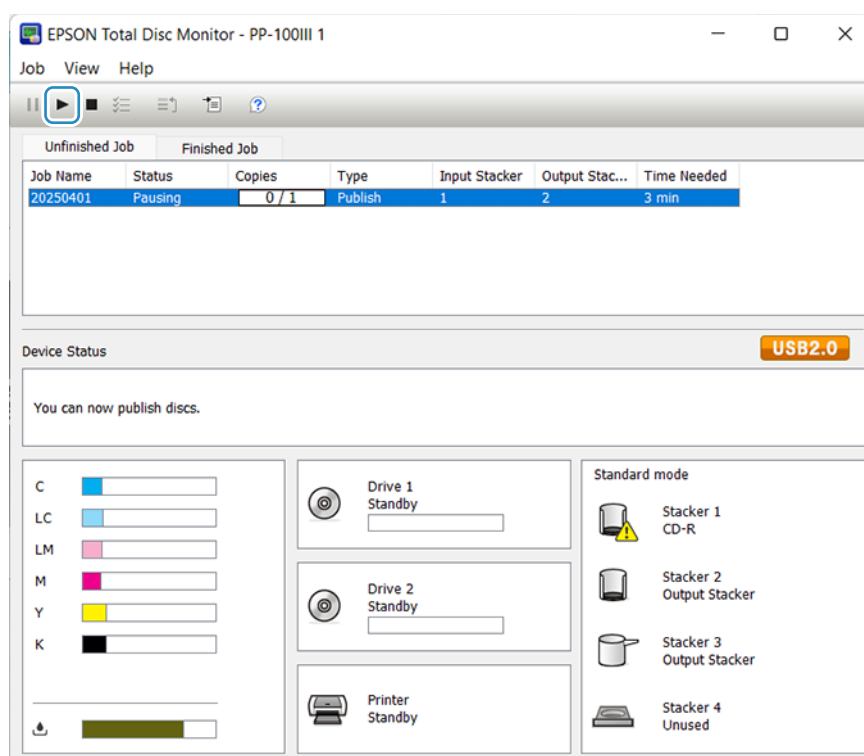 EPSON Total Disc Monitor - PP-100III 1
Job View Help
Unfinished Job Finished Job
Job Name Status Copies Type Input Stacker Output Stac... Time Needed
20250401 Pausing 0 / 1 Publish 1 2 3 min
Device Status
USB2.0
You can now publish discs.
C
LC
LM
M
Y
K
Drive 1
Standby
Drive 2
Standby
Printer
Standby
Standard mode
Stacker 1
CD-R
Stacker 2
Output Stacker
Stacker 3
Output Stacker
Stacker 4
Unused